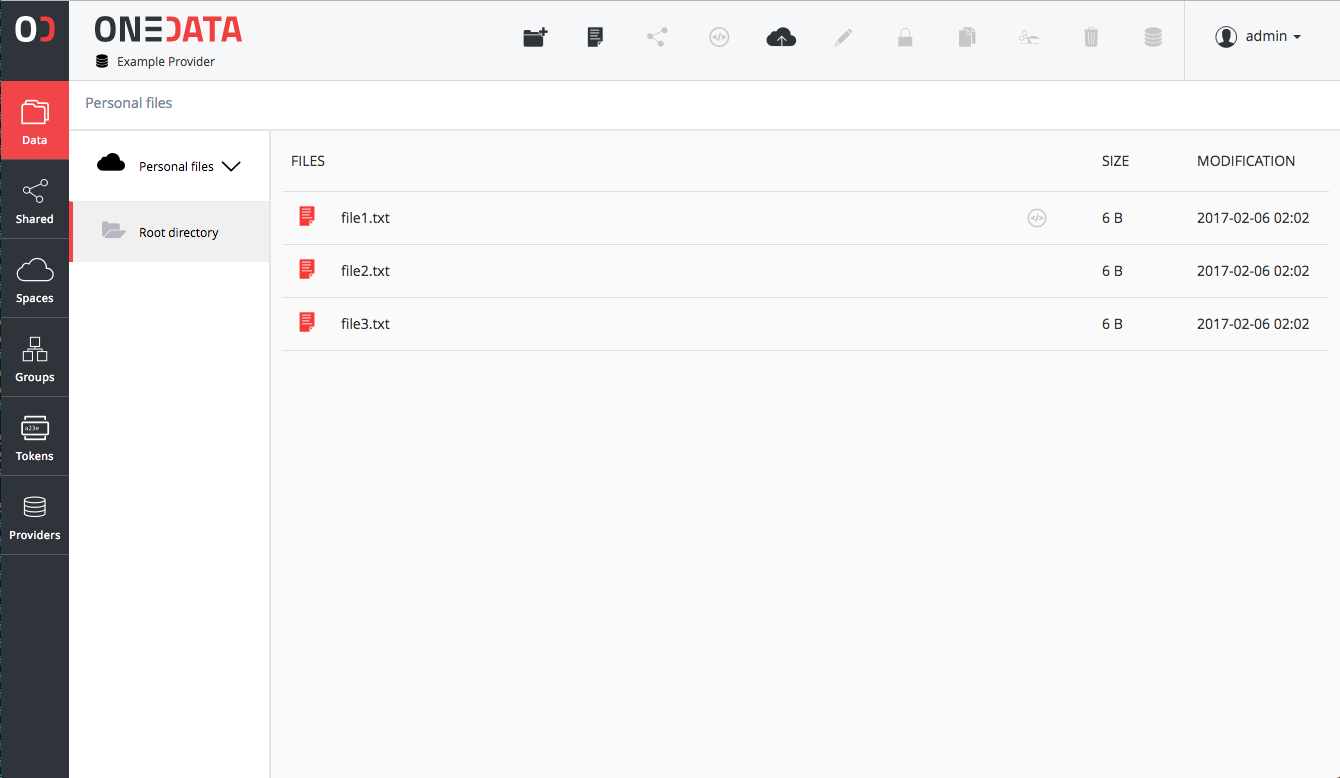 OD
ONEDATA
admin
Example Provider
Data
Shared
Spaces
Groups
a23e
Tokens
Providers
Personal files
Personal files
Root directory
FILES SIZE MODIFICATION
file1.txt </> 6 B 2017-02-06 02:02
file2.txt 6 B 2017-02-06 02:02
file3.txt 6 B 2017-02-06 02:02